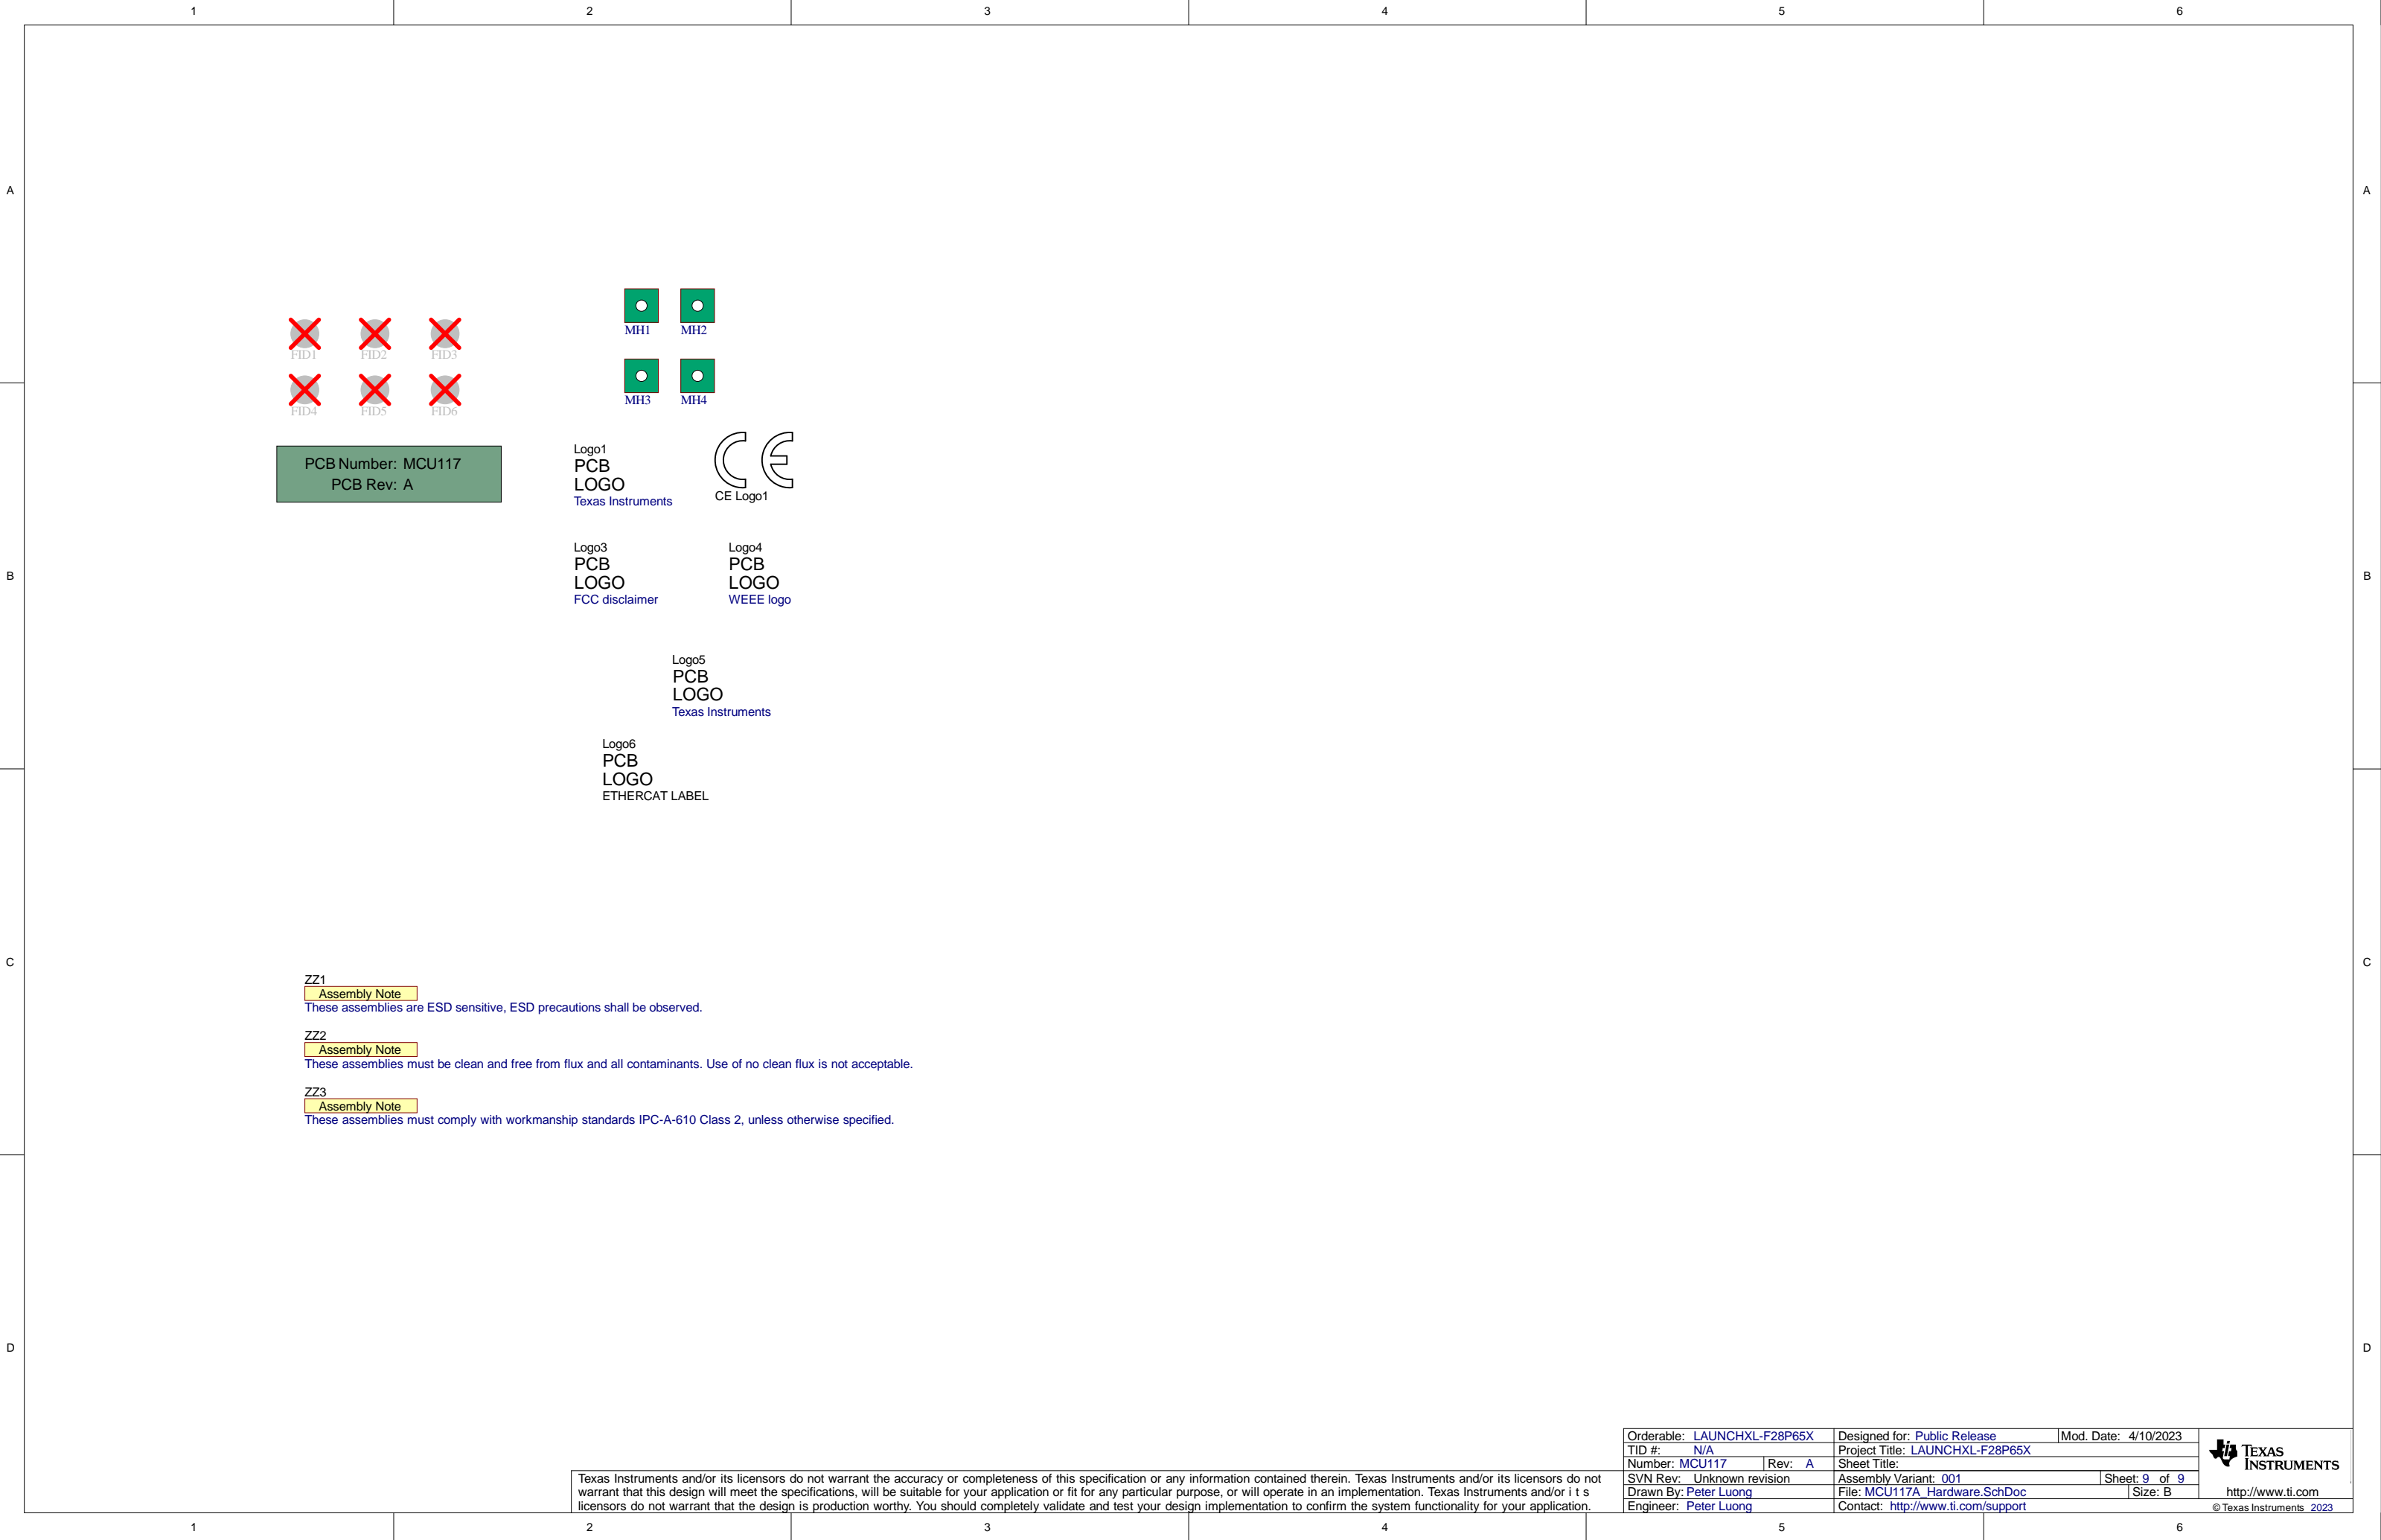 1 2 3 4 5 6
A A
MH1 MH2
FID1 FID2 FID3
MH3 MH4
FID4 FID5 FID6
PCB Number: MCU117
PCB Rev: A
Logo1
PCB
LOGO
Texas Instruments
CE
CE Logo1
B B
Logo3
PCB
LOGO
FCC disclaimer
Logo4
PCB
LOGO
WEEE logo
Logo5
PCB
LOGO
Texas Instruments
Logo6
PCB
LOGO
ETHERCAT LABEL
C C
ZZ1
Assembly Note
These assemblies are ESD sensitive, ESD precautions shall be observed.
ZZ2
Assembly Note
These assemblies must be clean and free from flux and all contaminants. Use of no clean flux is not acceptable.
ZZ3
Assembly Note
These assemblies must comply with workmanship standards IPC-A-610 Class 2, unless otherwise specified.
D D
Texas Instruments and/or its licensors do not warrant the accuracy or completeness of this specification or any information contained therein. Texas Instruments and/or its licensors do not
warrant that this design will meet the specifications, will be suitable for your application or fit for any particular purpose, or will operate in an implementation. Texas Instruments and/or i t s
licensors do not warrant that the design is production worthy. You should completely validate and test your design implementation to confirm the system functionality for your application.
Orderable: LAUNCHXL-F28P65X Designed for: Public Release Mod. Date: 4/10/2023
TID #: N/A Project Title: LAUNCHXL-F28P65X
Number: MCU117 Rev: A Sheet Title:
SVN Rev: Unknown revision Assembly Variant: 001 Sheet: 9 of 9
Drawn By: Peter Luong File: MCU117A_Hardware.SchDoc Size: B
Engineer: Peter Luong Contact: http://www.ti.com/support
TEXAS
INSTRUMENTS
http://www.ti.com
© Texas Instruments 2023
1 2 3 4 5 6